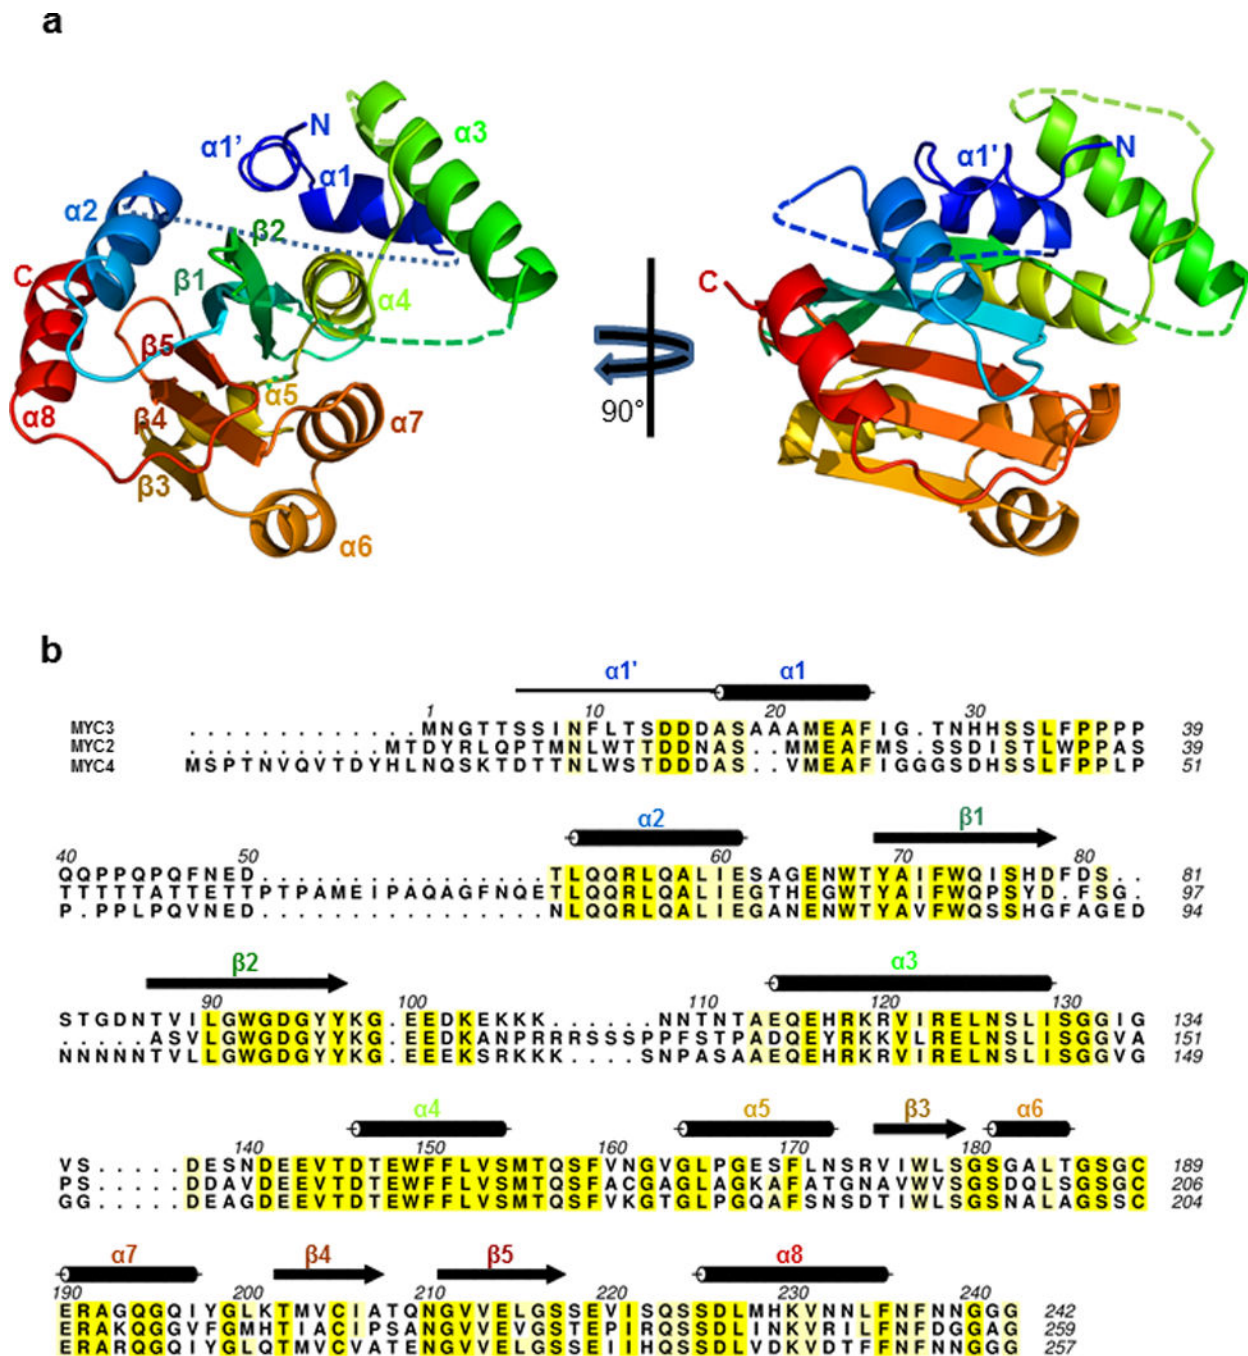 a
N
α1'
α1
α3
α2
β2
C
β1
α4
β5
α5
α8
β4
α7
β3
α6
90°
α1'
N
C
b
α1' α1
1 10 20 30
MYC3 .............MNGTTSSINFLTSDDDASAAAMEAFIG.TNHHSSLFPPPP 39
MYC2 ...........MTDYRLQPTMNLWTTDDNAS..MMEAFMS.SSDISTLWPPAS 39
MYC4 MSPTNVQVTDYHLNQSKTDTTNLWSTDDDAS..VMEAFIGGGSDHSSLFPPLP 51
α2 β1
40 50 60 70 80
QQPPQPQFNED................TLQQRLQALIESAGENWTYAIFWQISHDFDS.. 81
TTTTTATTETTPTPAMEIPAQAGFNQETLQQRLQALIEGTHEGWTYAIFWQPSYD.FSG. 97
P.PPLPQVNED................NLQQRLQALIEGANENWTYAVFWQSSHGFAGED 94
β2 α3
90 100 110 120 130
STGDNTVILGWGDGYYKG.EEDKEKKK......NNTNTAEQEHRKRVIRELNSLISGGIG 134
.....ASVLGWGDGYYKG.EEDKANPRRRSSSPPFSTPADQEYRKKVLRELNSLISGGVA 151
NNNNNTVLLGWGDGYYKG.EEEKSRKKK....SNPASAAEQEHRKRVIRELNSLISGGVG 149
α4 α5 β3 α6
140 150 160 170 180
VS.....DESNDEEVTDTEWFFLVSMTQSFVNGVGLPGESFLNSRVIWLSGSGALTGSGC 189
PS.....DDAVDEEVTDTEWFFLVSMTQSFACGAGLAGKAFATGNAVWVSGSDQLSGSGC 206
GG.....DEAGDEEVTDTEWFFLVSMTQSFVKGTGLPGQAFSNSDTIWLSGSNALAGSSC 204
α7 β4 β5 α8
190 200 210 220 230 240
ERAGQGQIYGLKTMVCIATQNGVVELGSSEVISQSSDLMHKVNNLFNFNNGGG 242
ERAKQGGVFGMHTIACIPSANGVVEVGSTEPIRQSSDLINKVRILFNFDGGAG 259
ERARQGQIYGLQTMVCVATENGVVELGSSEIIHQSSDLVDKVDTFFNFNNGGG 257